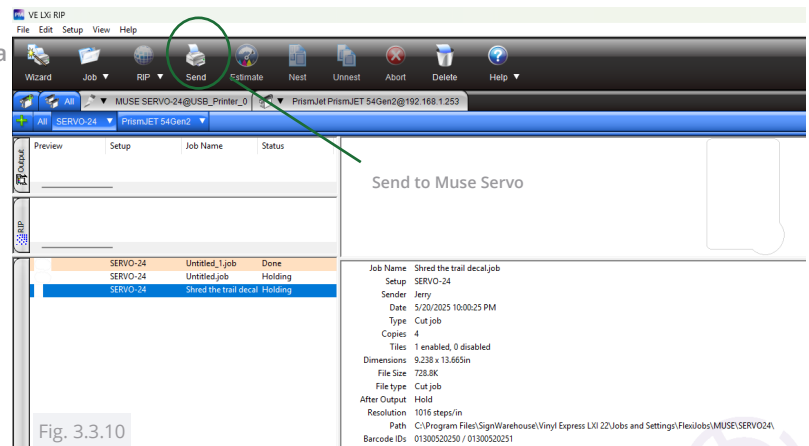 VE LXi RIP
File Edit Setup View Help
a
Wizard Job ▼ RIP ▼ Send Estimate Nest Unnest Abort Delete Help ▼
All ▼ MUSE SERVO-24@USB_Printer_0 ▼ PrismJet PrismJET 54Gen2@192.168.1.253
All SERVO-24 ▼ PrismJET 54Gen2 ▼
Output
Preview Setup Job Name Status
Send to Muse Servo
RIP
SERVO-24 Untitled_1.job Done
SERVO-24 Untitled.job Holding
SERVO-24 Shred the trail decal Holding
Job Name Shred the trail decal.job
Setup SERVO-24
Sender Jerry
Date 5/20/2025 10:00:25 PM
Type Cut job
Copies 4
Tiles 1 enabled, 0 disabled
Dimensions 9.238 x 13.665in
File Size 728.8K
File type Cut job
After Output Hold
Resolution 1016 steps/in
Path C:\Program Files\SignWarehouse\Vinyl Express LXI 22\Jobs and Settings\FlexiJobs\MUSE\SERVO24\
Barcode IDs 01300520250 / 01300520251
Fig. 3.3.10